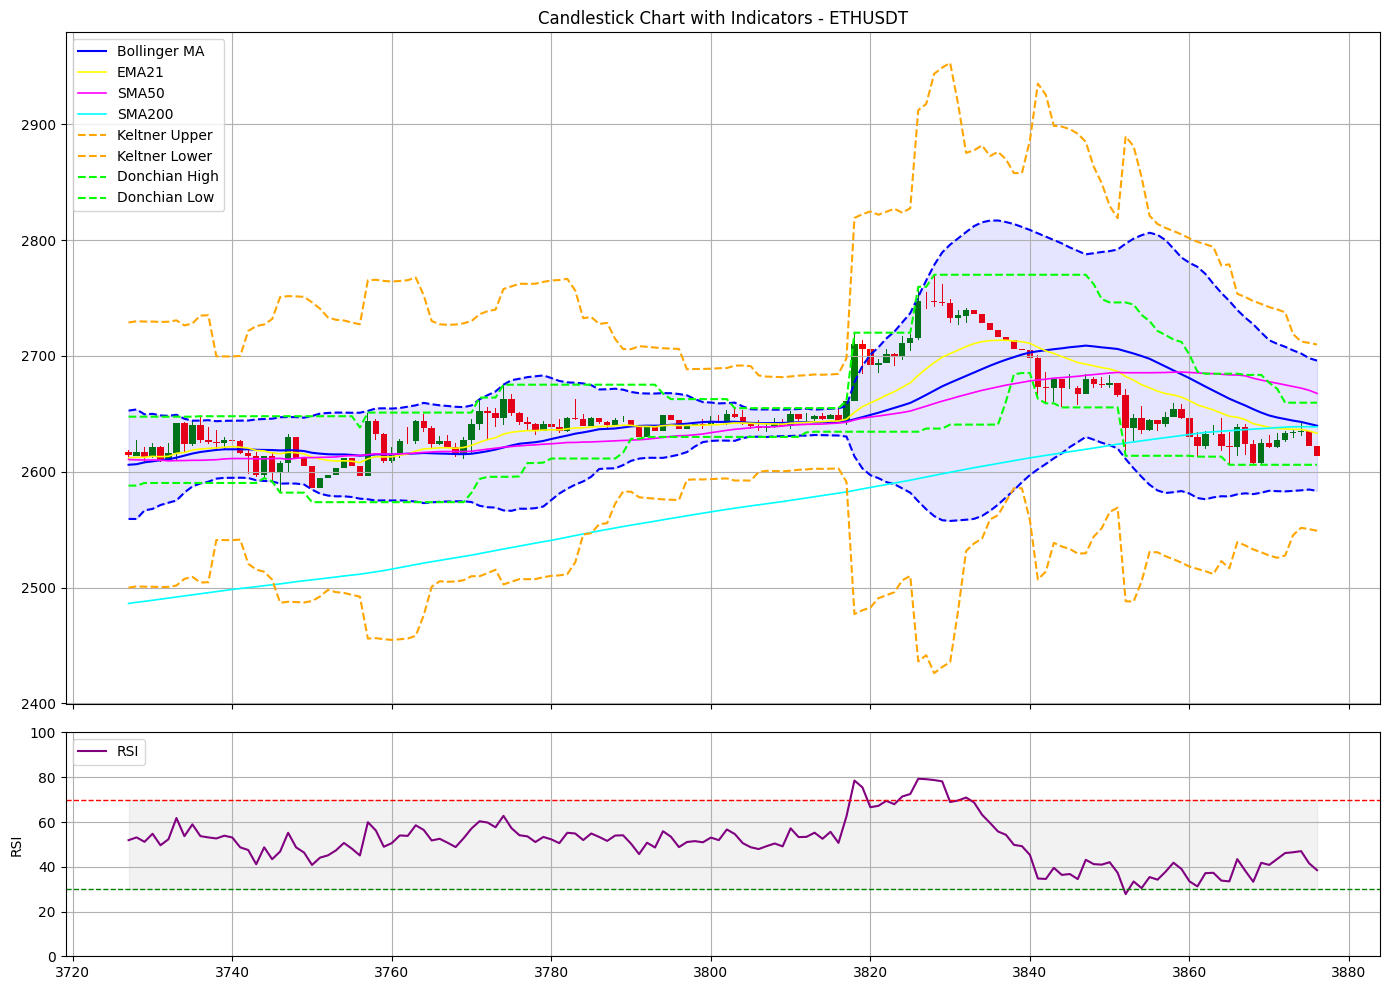 Candlestick Chart with Indicators - ETHUSDT
Bollinger MA
EMA21
SMA50
SMA200
Keltner Upper
Keltner Lower
Donchian High
Donchian Low
2900
2800
2700
2600
2500
2400
RSI
100
80
60
40
20
0
RSI
3720 3740 3760 3780 3800 3820 3840 3860 3880